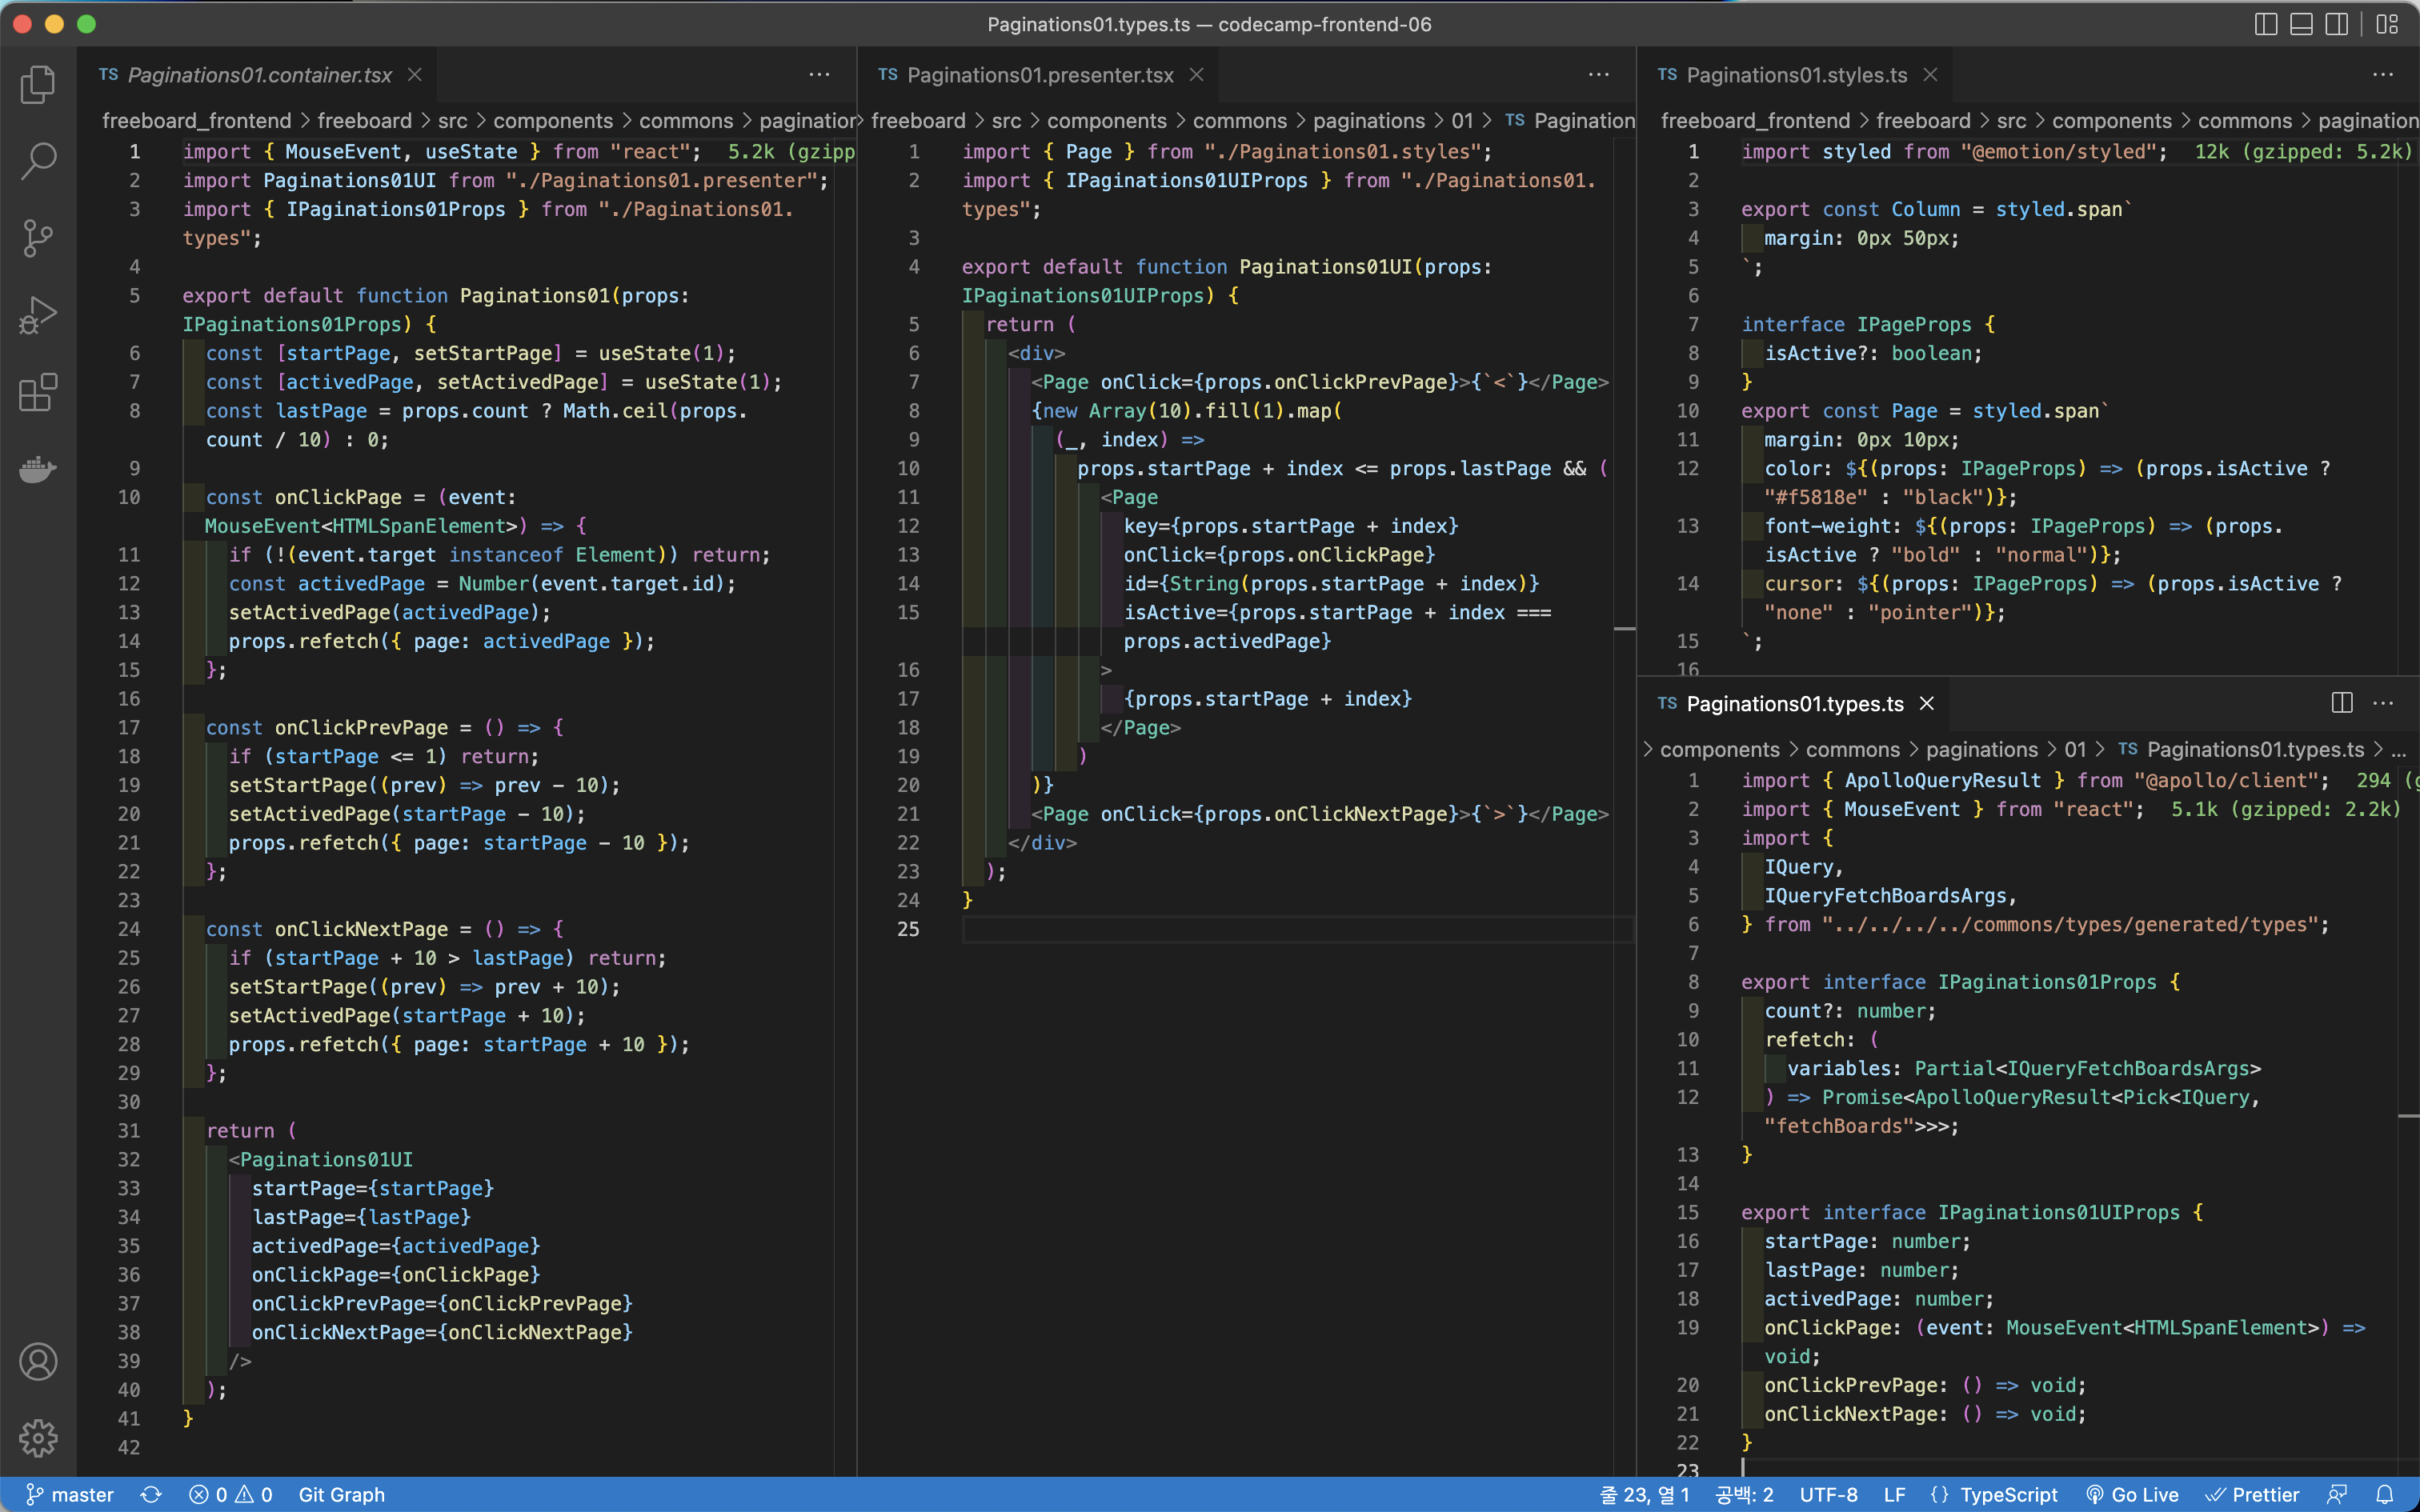 Paginations01.types.ts — codecamp-frontend-06
TS Paginations01.container.tsx
freeboard_frontend > freeboard > src > components > commons >
1 import { MouseEvent, useState } from "react"; 5.2k
2 import Paginations01UI from "./Paginations01.presenter";
3 import { IPaginations01Props } from "./Paginations01.
types";
4
5 export default function Paginations01(props:
IPaginations01Props) {
6 const [startPage, setStartPage] = useState(1);
7 const [activedPage, setActivedPage] = useState(1);
8 const lastPage = props.count ? Math.ceil(props.
count / 10) : 0;
9
10 const onClickPage = (event:
MouseEvent<HTMLSpanElement>) => {
11 if (!(event.target instanceof Element)) return;
12 const activedPage = Number(event.target.id);
13 setActivedPage(activedPage);
14 props.refetch({ page: activedPage });
15 };
16
17 const onClickPrevPage = () => {
18 if (startPage <= 1) return;
19 setStartPage((prev) => prev - 10);
20 setActivedPage(startPage - 10);
21 props.refetch({ page: startPage - 10 });
22 };
23
24 const onClickNextPage = () => {
25 if (startPage + 10 > lastPage) return;
26 setStartPage((prev) => prev + 10);
27 setActivedPage(startPage + 10);
28 props.refetch({ page: startPage + 10 });
29 };
30
31 return (
32 <Paginations01UI
33 startPage={startPage}
34 lastPage={lastPage}
35 activedPage={activedPage}
36 onClickPage={onClickPage}
37 onClickPrevPage={onClickPrevPage}
38 onClickNextPage={onClickNextPage}
39 />
40 );
41 }
42
TS Paginations01.presenter.tsx
freeboard > src > components > commons > paginations > 01 > TS
1 import { Page } from "./Paginations01.styles";
2 import { IPaginations01UIProps } from "./Paginations01.
types";
3
4 export default function Paginations01UI(props:
IPaginations01UIProps) {
5 return (
6 <div>
7 <Page onClick={props.onClickPrevPage}>{`<`}</Page>
8 {new Array(10).fill(1).map(
9 (_, index) =>
10 props.startPage + index <= props.lastPage && (
11 <Page
12 key={props.startPage + index}
13 onClick={props.onClickPage}
14 id={String(props.startPage + index)}
15 isActive={props.startPage + index ===
props.activedPage}
16 >
17 {props.startPage + index}
18 </Page>
19 )
20 )}
21 <Page onClick={props.onClickNextPage}>{`>`}</Page>
22 </div>
23 );
24 }
25
TS Paginations01.styles.ts
freeboard_frontend > freeboard > src > components > commons >
1 import styled from "@emotion/styled"; 12k (gzipped: 5.2k)
2
3 export const Column = styled.span`
4 margin: 0px 50px;
5 `;
6
7 interface IPageProps {
8 isActive?: boolean;
9 }
10 export const Page = styled.span`
11 margin: 0px 10px;
12 color: ${(props: IPageProps) => (props.isActive ?
"#f5818e" : "black")};
13 font-weight: ${(props: IPageProps) => (props.
isActive ? "bold" : "normal")};
14 cursor: ${(props: IPageProps) => (props.isActive ?
"none" : "pointer")};
15 `;
16
TS Paginations01.types.ts
> components > commons > paginations > 01 > TS Paginations01.types.ts > ...
1 import { ApolloQueryResult } from "@apollo/client"; 294
2 import { MouseEvent } from "react"; 5.1k (gzipped: 2.2k)
3 import {
4 IQuery,
5 IQueryFetchBoardsArgs,
6 } from "../../../../commons/types/generated/types";
7
8 export interface IPaginations01Props {
9 count?: number;
10 refetch: (
11 variables: Partial<IQueryFetchBoardsArgs>
12 ) => Promise<ApolloQueryResult<Pick<IQuery,
"fetchBoards">>>;
13 }
14
15 export interface IPaginations01UIProps {
16 startPage: number;
17 lastPage: number;
18 activedPage: number;
19 onClickPage: (event: MouseEvent<HTMLSpanElement>) =>
void;
20 onClickPrevPage: () => void;
21 onClickNextPage: () => void;
22 }
23
master 0 0 Git Graph 줄 23, 열 1 공백: 2 UTF-8 LF {} TypeScript Go Live Prettier